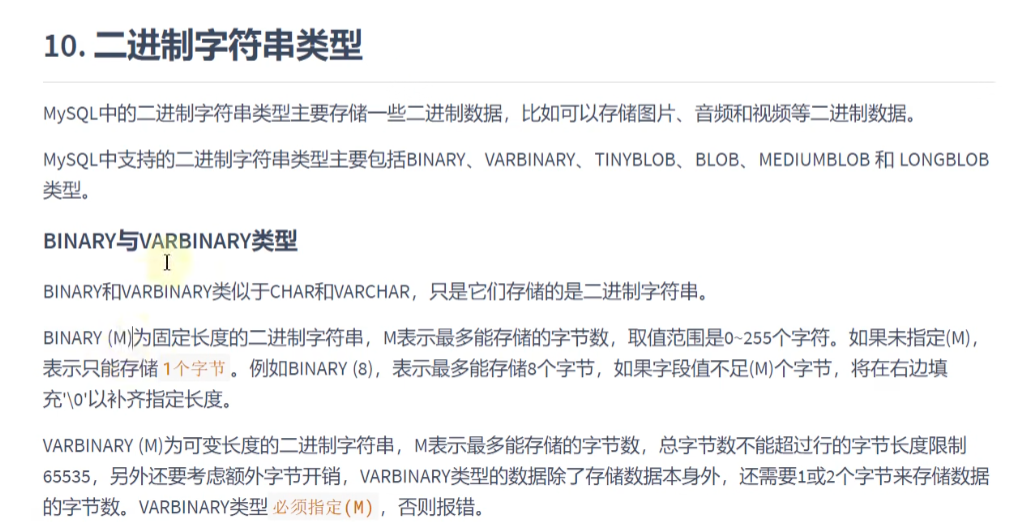 10. 二进制字符串类型
MySQL中的二进制字符串类型主要存储一些二进制数据，比如可以存储图片、音频和视频等二进制数据。
MySQL中支持的二进制字符串类型主要包括BINARY、VARBINARY、TINYBLOB、BLOB、MEDIUMBLOB 和 LONGBLOB
类型。
BINARY与VARBINARY类型
BINARY和VARBINARY类似于CHAR和VARCHAR，只是它们存储的是二进制字符串。
BINARY (M)为固定长度的二进制字符串，M表示最多能存储的字节数，取值范围是0~255个字符。如果未指定(M)，
表示只能存储 1个字节 。例如BINARY (8)，表示最多能存储8个字节，如果字段值不足(M)个字节，将在右边填
充'\0'以补齐指定长度。
VARBINARY (M)为可变长度的二进制字符串，M表示最多能存储的字节数，总字节数不能超过行的字节长度限制
65535，另外还要考虑额外字节开销，VARBINARY类型的数据除了存储数据本身外，还需要1或2个字节来存储数据
的字节数。VARBINARY类型 必须指定(M) ，否则报错。